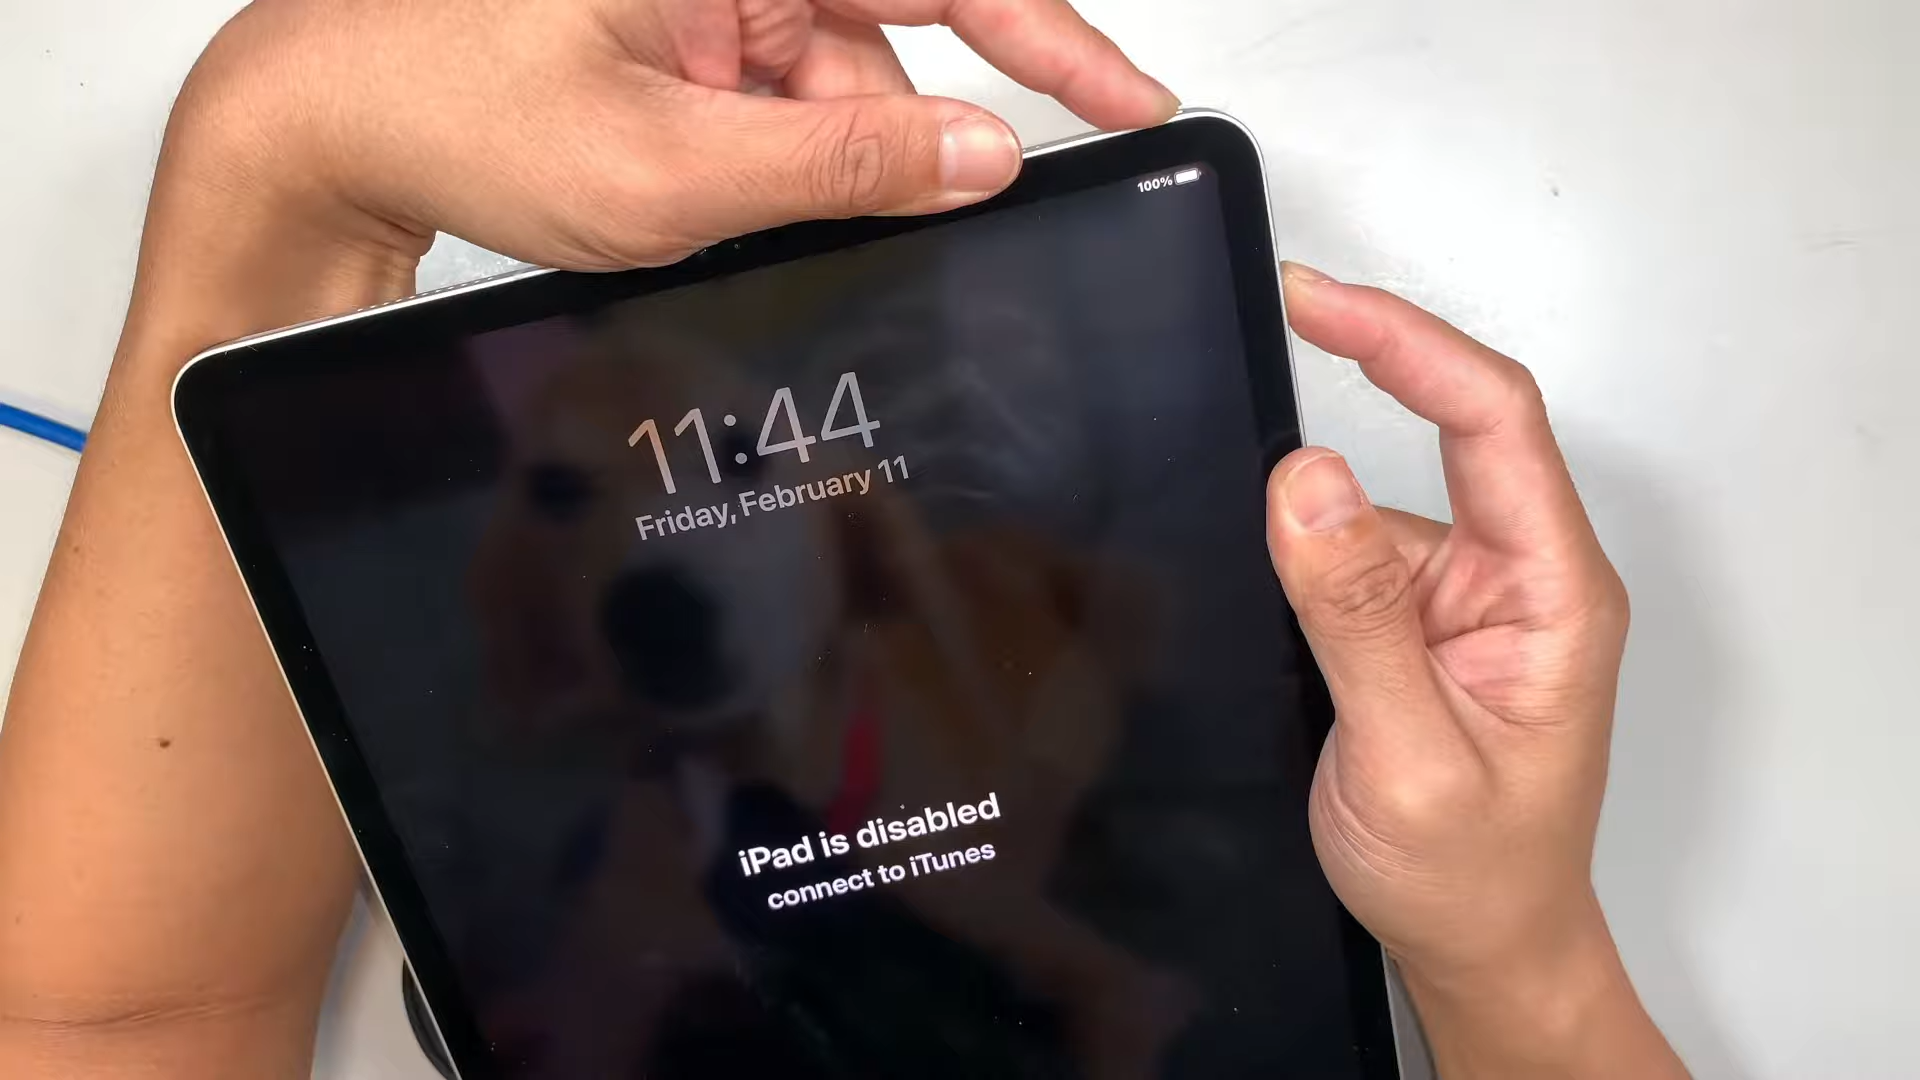 100%
11:44
Friday, February 11
iPad is disabled
connect to iTunes